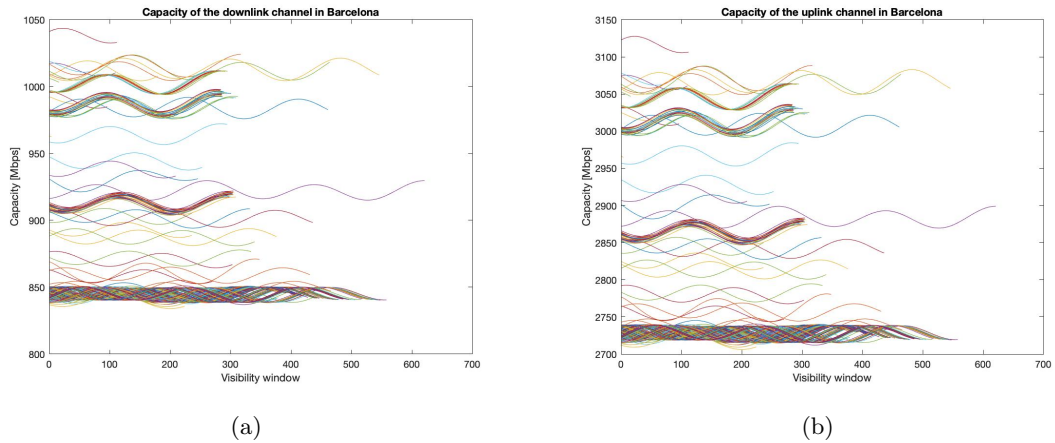 Capacity of the downlink channel in Barcelona
1050
1000
950
900
850
800
Capacity [Mbps]
0 100 200 300 400 500 600 700
Visibility window
(a)
Capacity of the uplink channel in Barcelona
3150
3100
3050
3000
2950
2900
2850
2800
2750
2700
Capacity [Mbps]
0 100 200 300 400 500 600 700
Visibility window
(b)